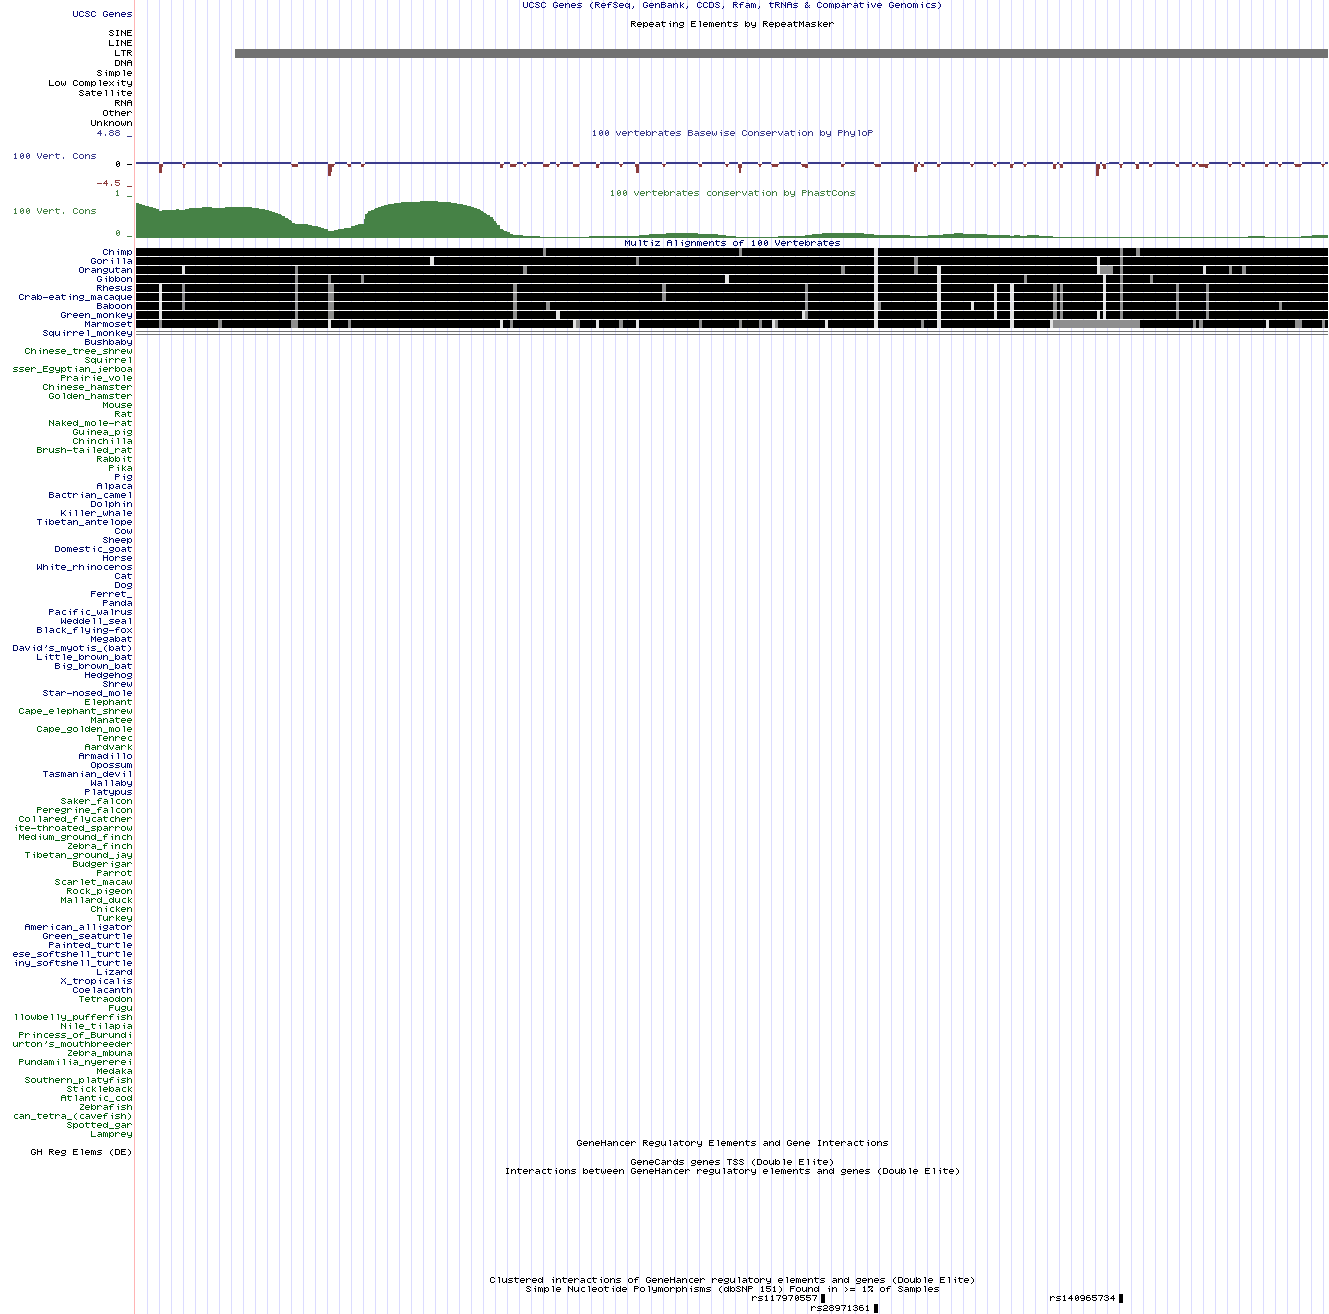 UCSC Genes (RefSeq, GenBank, CCDS, Rfam, tRNAs & Comparative Genomics)
UCSC Genes
Repeating Elements by RepeatMasker
SINE
LINE
LTR
DNA
Simple
Low Complexity
Satellite
RNA
Other
Unknown
4.88 _
100 vertebrates Basewise Conservation by PhyloP
100 Vert. Cons
0 -
-4.5 _
1 _
100 vertebrates conservation by PhastCons
100 Vert. Cons
0 _
Multiz Alignments of 100 Vertebrates
Chimp
Gorilla
Orangutan
Gibbon
Rhesus
Crab-eating_macaque
Baboon
Green_monkey
Marmoset
Squirrel_monkey
Bushbaby
Chinese_tree_shrew
Squirrel
sser_Egyptian_jerboa
Prairie_vole
Chinese_hamster
Golden_hamster
Mouse
Rat
Naked_mole-rat
Guinea_pig
Chinchilla
Brush-tailed_rat
Rabbit
Pika
Pig
Alpaca
Bactrian_camel
Dolphin
Killer_whale
Tibetan_antelope
Cow
Sheep
Domestic_goat
Horse
White_rhinoceros
Cat
Dog
Ferret_
Panda
Pacific_walrus
Weddell_seal
Black_flying-fox
Megabat
David's_myotis_(bat)
Little_brown_bat
Big_brown_bat
Hedgehog
Shrew
Star-nosed_mole
Elephant
Cape_elephant_shrew
Manatee
Cape_golden_mole
Tenrec
Aardvark
Armadillo
Opossum
Tasmanian_devil
Wallaby
Platypus
Saker_falcon
Peregrine_falcon
Collared_flycatcher
ite-throated_sparrow
Medium_ground_finch
Zebra_finch
Tibetan_ground_jay
Budgerigar
Parrot
Scarlet_macaw
Rock_pigeon
Mallard_duck
Chicken
Turkey
American_alligator
Green_seaturtle
Painted_turtle
ese_softshell_turtle
iny_softshell_turtle
Lizard
X_tropicalis
Coelacanth
Tetraodon
Fugu
llowbelly_pufferfish
Nile_tilapia
Princess_of_Burundi
urton's_mouthbreeder
Zebra_mbuna
Pundamilia_nyererei
Medaka
Southern_platyfish
Stickleback
Atlantic_cod
Zebrafish
can_tetra_(cavefish)
Spotted_gar
Lamprey
GeneHancer Regulatory Elements and Gene Interactions
GH Reg Elems (DE)
GeneCards genes TSS (Double Elite)
Interactions between GeneHancer regulatory elements and genes (Double Elite)
Clustered interactions of GeneHancer regulatory elements and genes (Double Elite)
Simple Nucleotide Polymorphisms (dbSNP 151) Found in >= 1% of Samples
rs117970557 rs140965734
rs28971361